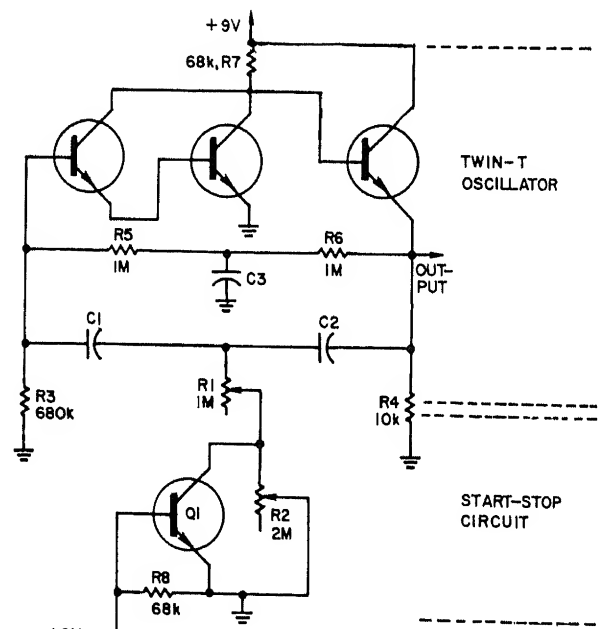 +9V
68k, R7
TWIN-T
OSCILLATOR
R5
1M
R6
1M
C3
OUT-
PUT
C1
C2
R1
1M
R3
680k
R4
10k
Q1
R2
2M
START-STOP
CIRCUIT
R8
68k